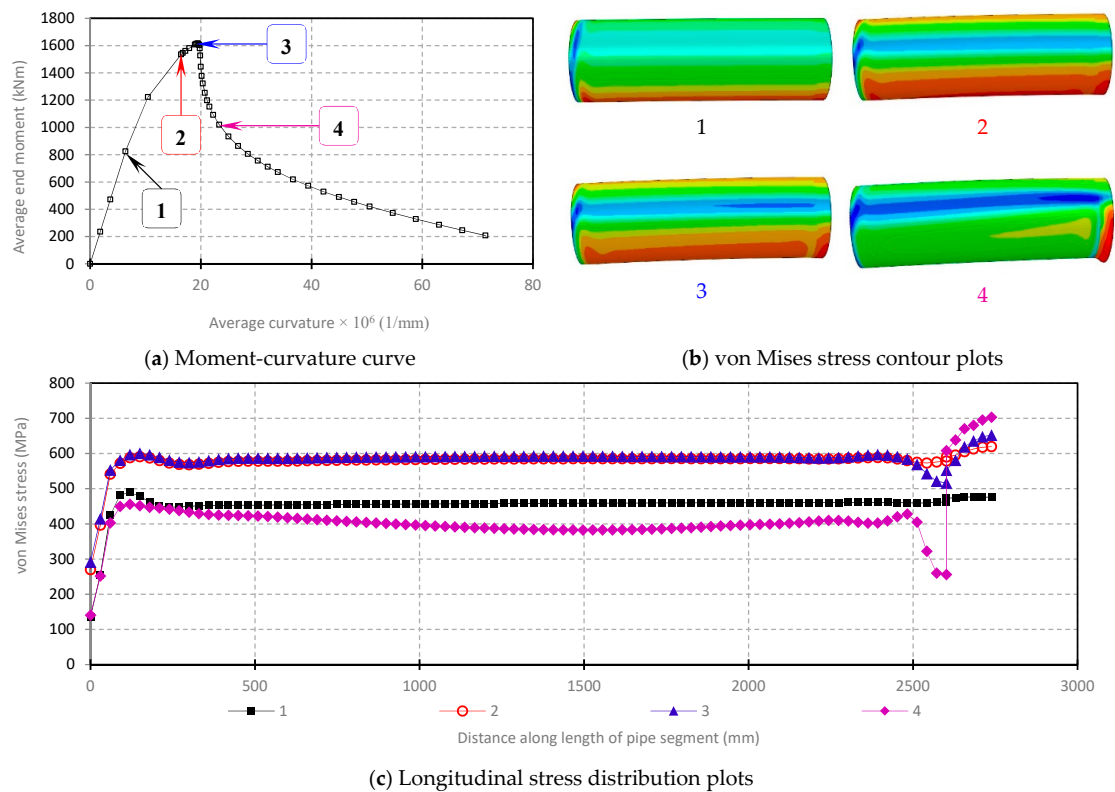 1800
1600
1400
1200
1000
800
600
400
200
0
0 20 40 60 80
Average end moment (kNm)
Average curvature × 10⁶ (1/mm)
1
2
3
4
(a) Moment-curvature curve
1
2
3
4
(b) von Mises stress contour plots
800
700
600
500
400
300
200
100
0
0 500 1000 1500 2000 2500 3000
von Mises stress (MPa)
1 2 3 4
Distance along length of pipe segment (mm)
(c) Longitudinal stress distribution plots